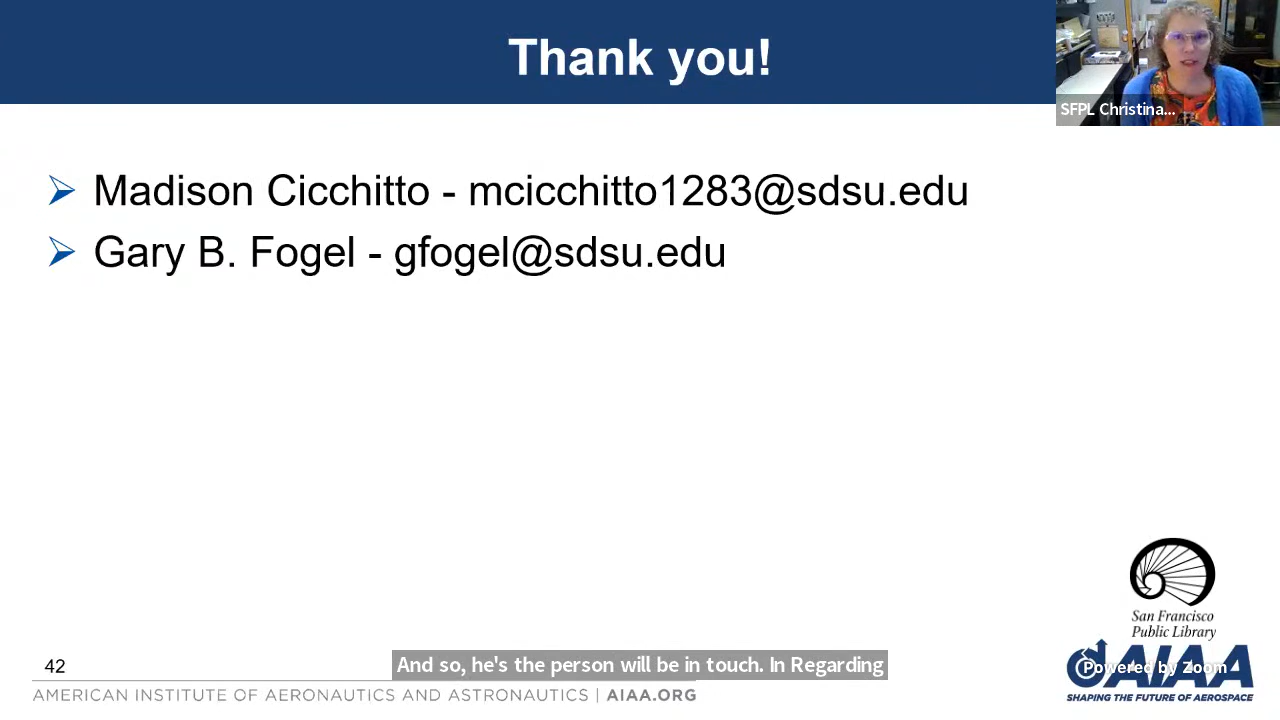 Thank you!
SFPL Christina...
Madison Cicchitto - mcicchitto1283@sdsu.edu
Gary B. Fogel - gfogel@sdsu.edu
San Francisco
Public Library
42
And so, he's the person will be in touch. In Regarding
AIAA
Powered by Zoom
AMERICAN INSTITUTE OF AERONAUTICS AND ASTRONAUTICS | AIAA.ORG
SHAPING THE FUTURE OF AEROSPACE